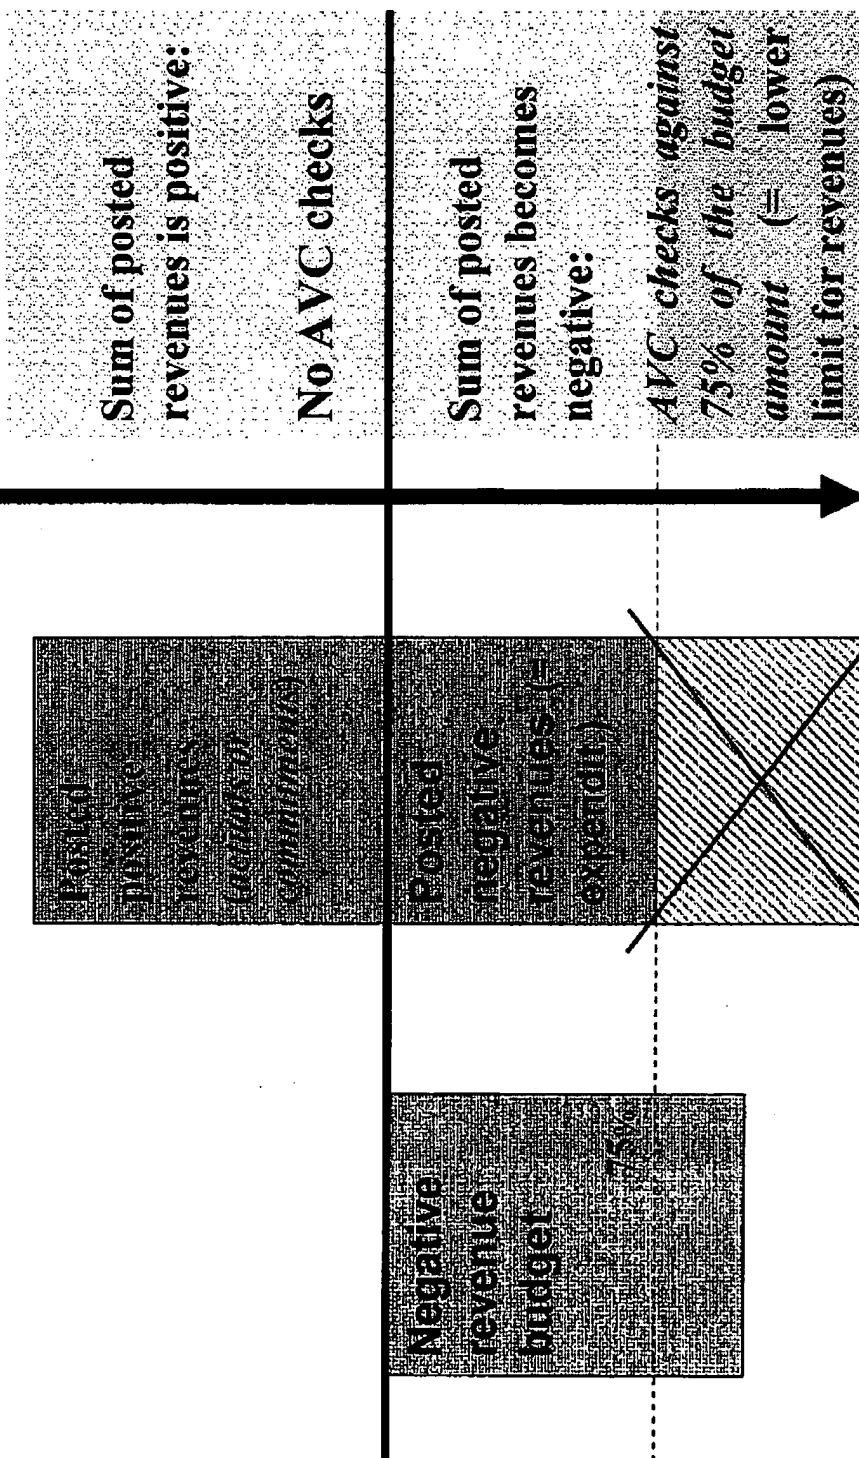 Negative
revenue
budget
75%
Posted
positive
revenues
(actuals or
commitments)
Posted
negative
revenues (=
expendit.)
Sum of posted
revenues is positive:
No AVC checks
Sum of posted
revenues becomes
negative:
AVC checks against
75% of the budget
amount (= lower
limit for revenues)